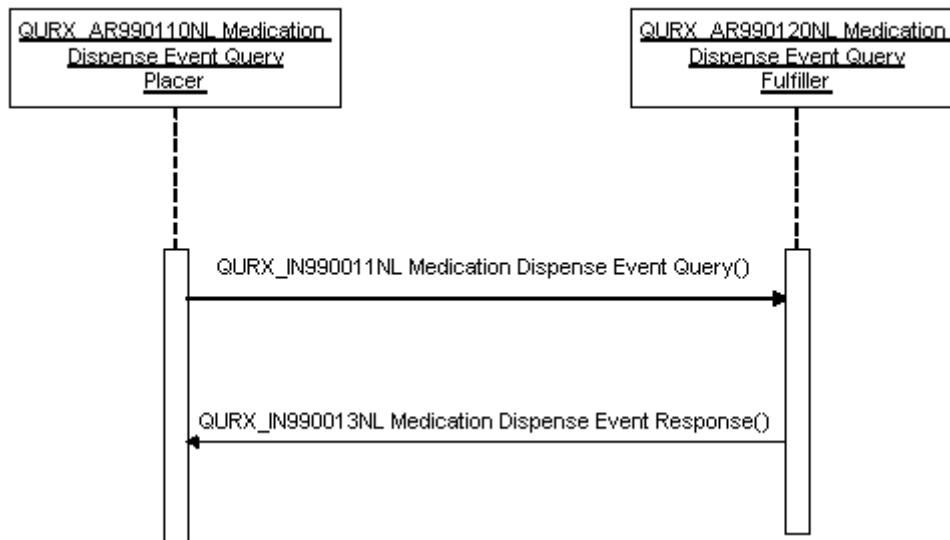 QURX_AR990110NL Medication
Dispense Event Query
Placer
QURX_AR990120NL Medication
Dispense Event Query
Fulfiller
QURX_IN990011NL Medication Dispense Event Query()
QURX_IN990013NL Medication Dispense Event Response()